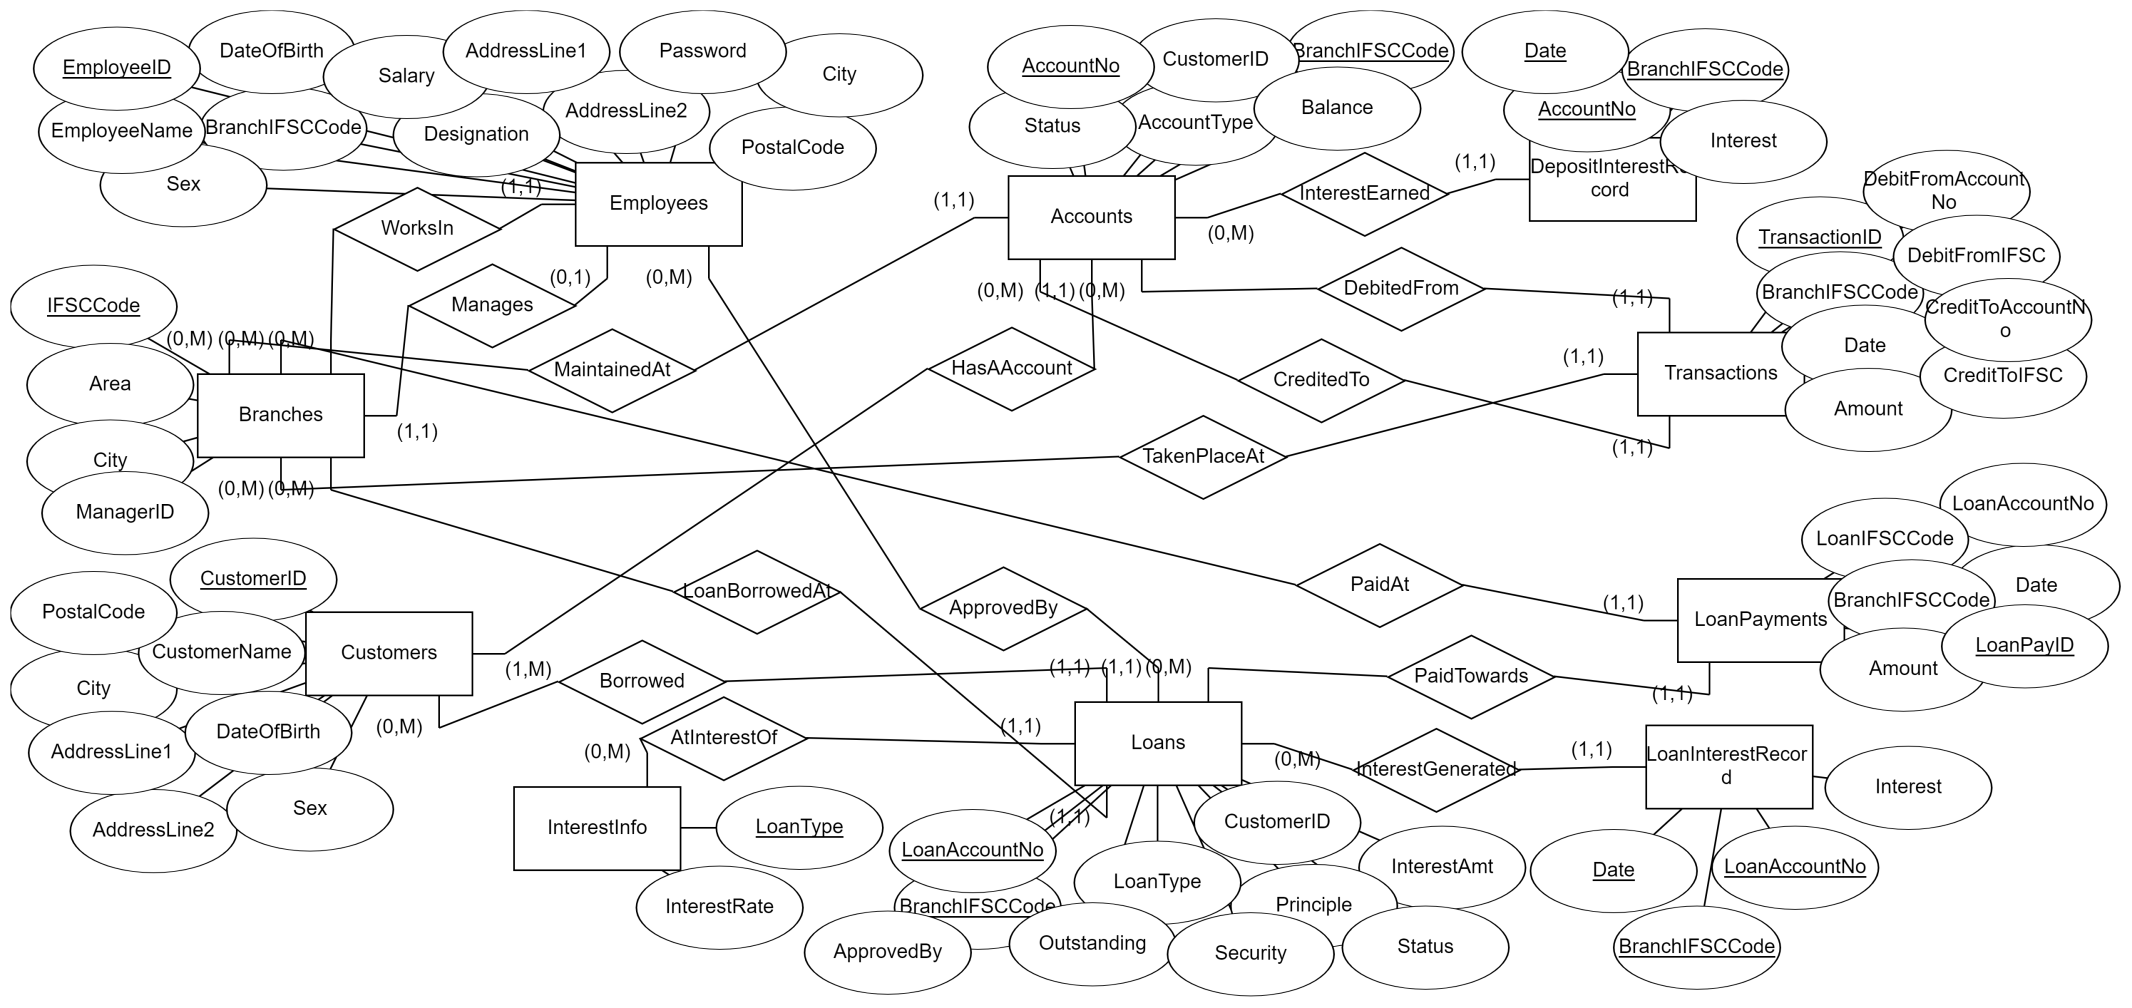 DateOfBirth
AddressLine1
Password
EmployeeID
Salary
City
AddressLine2
EmployeeName
BranchIFSCCode
Designation
PostalCode
Sex
(1,1)
Employees
WorksIn
(0,1)
(0,M)
Manages
AccountNo
CustomerID
BranchIFSCCode
Status
AccountType
Balance
(1,1)
Accounts
(0,M)
InterestEarned
(1,1)
Date
BranchIFSCCode
AccountNo
Interest
DepositInterestRe
cord
DebitFromAccount
No
TransactionID
DebitFromIFSC
BranchIFSCCode
CreditToAccountN
o
Date
CreditToIFSC
Amount
Transactions
(0,M)
(1,1)
(0,M)
DebitedFrom
(1,1)
IFSCCode
(0,M)
(0,M)
(0,M)
Area
MaintainedAt
HasAAccount
CreditedTo
(1,1)
Branches
(1,1)
City
TakenPlaceAt
(1,1)
ManagerID
(0,M)
(0,M)
LoanAccountNo
LoanIFSCCode
CustomerID
PostalCode
LoanBorrowedAt
ApprovedBy
PaidAt
(1,1)
LoanPayments
BranchIFSCCode
Date
LoanPayID
Amount
CustomerName
Customers
(1,M)
Borrowed
(1,1)
(1,1)
(0,M)
PaidTowards
(1,1)
City
(0,M)
AddressLine1
DateOfBirth
(0,M)
AtInterestOf
(1,1)
Loans
(0,M)
InterestGenerated
(1,1)
LoanInterestRecor
d
Interest
AddressLine2
Sex
InterestInfo
LoanType
(1,1)
CustomerID
LoanAccountNo
LoanType
InterestAmt
Date
LoanAccountNo
InterestRate
BranchIFSCCode
Principle
ApprovedBy
Outstanding
Security
Status
BranchIFSCCode